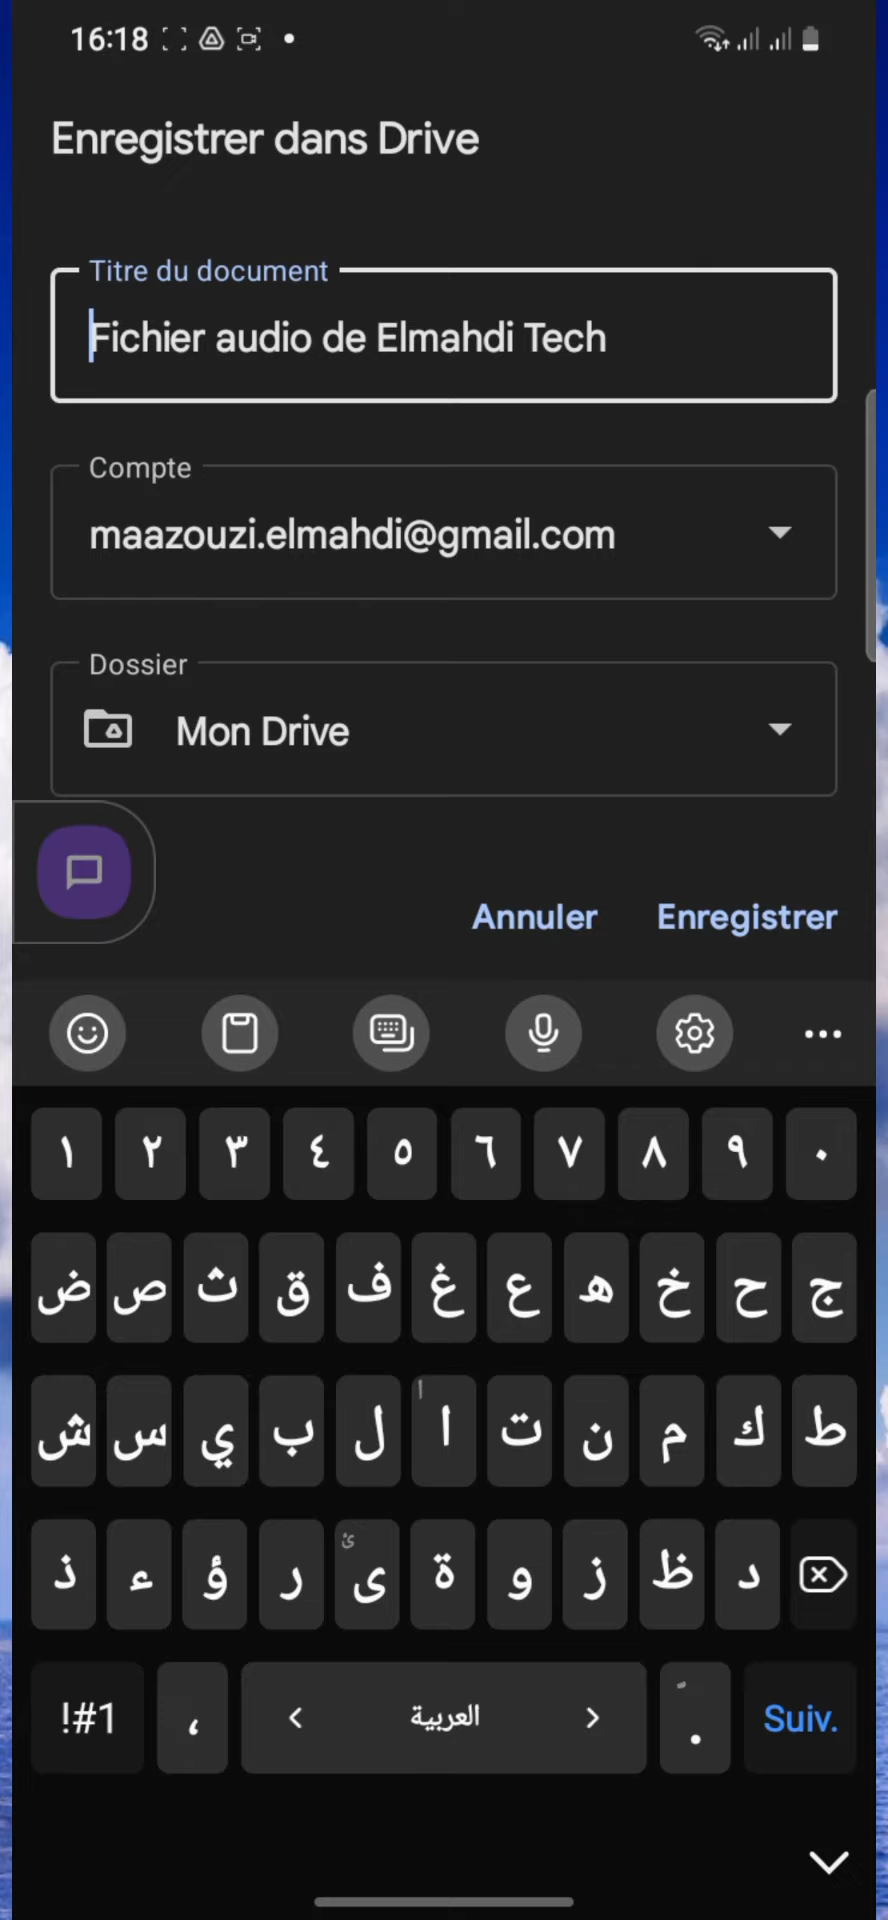 16:18
Enregistrer dans Drive
Titre du document
Fichier audio de Elmahdi Tech
Compte
maazouzi.elmahdi@gmail.com
Dossier
Mon Drive
Annuler Enregistrer
١ ٢ ٣ ٤ ٥ ٦ ٧ ٨ ٩ ٠
ض ص ث ق ف غ ع ه خ ح ج
ش س ي ب ل ا أ ت ن م ك ط
ذ ء ؤ ر ى ئ ة و ز ظ د
!#1 ، < العربية > . Suiv.